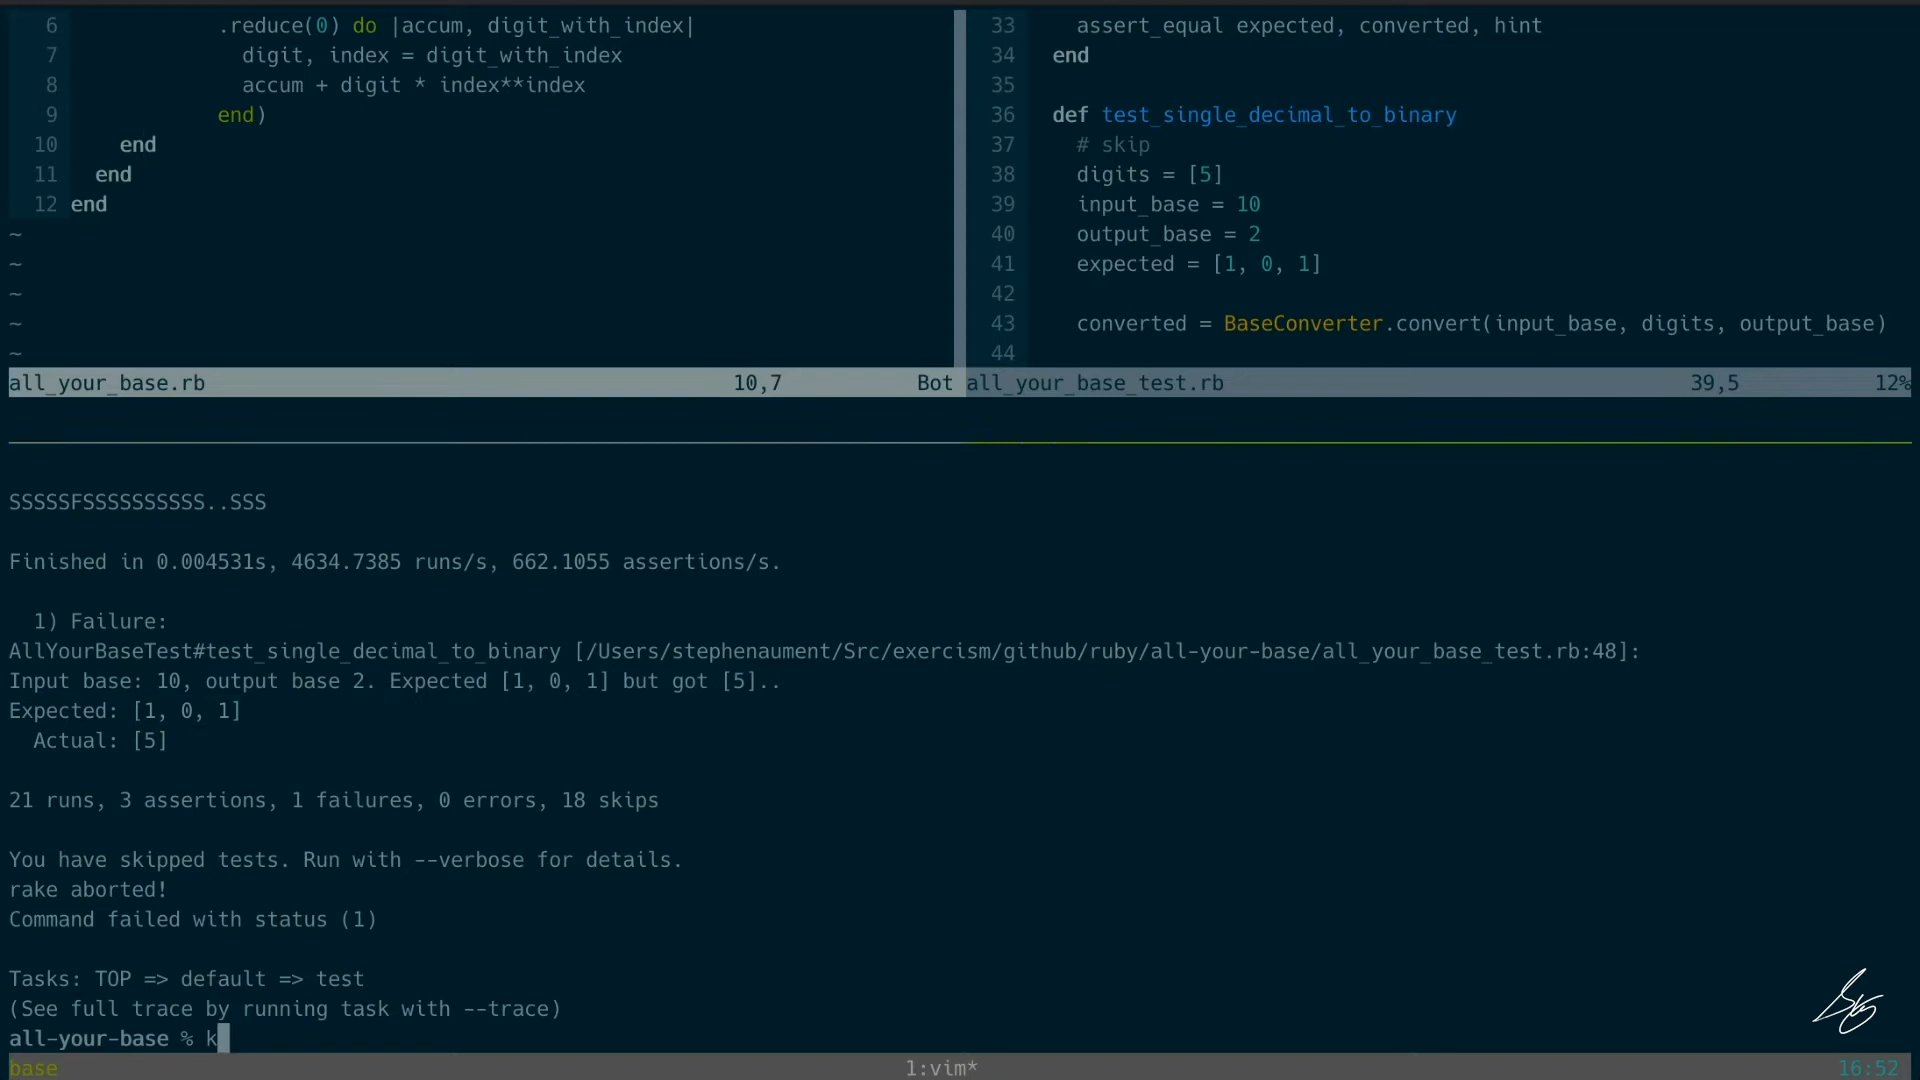 6 .reduce(0) do |accum, digit_with_index|
7 digit, index = digit_with_index
8 accum + digit * index**index
9 end)
10 end
11 end
12 end
~
~
~
~
~
all_your_base.rb 10,7 Bot
33 assert_equal expected, converted, hint
34 end
35
36 def test_single_decimal_to_binary
37 # skip
38 digits = [5]
39 input_base = 10
40 output_base = 2
41 expected = [1, 0, 1]
42
43 converted = BaseConverter.convert(input_base, digits, output_base)
44
all_your_base_test.rb 39,5 12%
SSSSSFSSSSSSSSSS..SSS
Finished in 0.004531s, 4634.7385 runs/s, 662.1055 assertions/s.
1) Failure:
AllYourBaseTest#test_single_decimal_to_binary [/Users/stephenaument/Src/exercism/github/ruby/all-your-base/all_your_base_test.rb:48]:
Input base: 10, output base 2. Expected [1, 0, 1] but got [5]..
Expected: [1, 0, 1]
Actual: [5]
21 runs, 3 assertions, 1 failures, 0 errors, 18 skips
You have skipped tests. Run with --verbose for details.
rake aborted!
Command failed with status (1)
Tasks: TOP => default => test
(See full trace by running task with --trace)
all-your-base % k
base 1:vim* 16:52